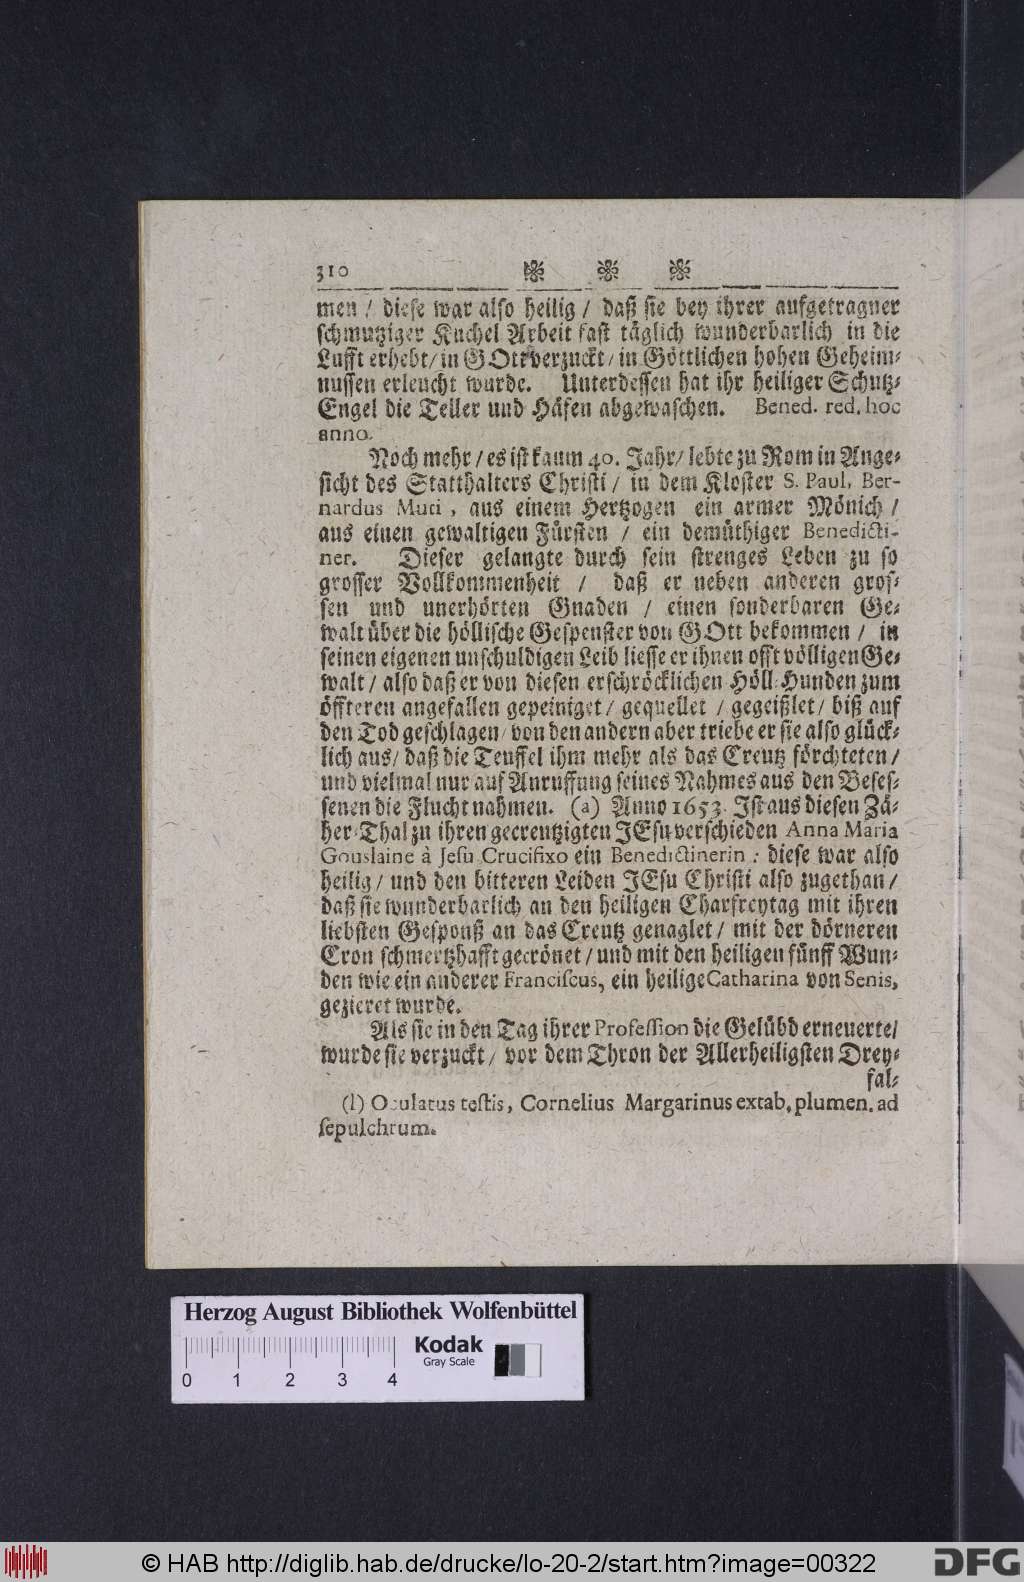 310
men / diese war also heilig / daß sie bey ihrer aufgetragner
schmutziger Kuchel Arbeit fast täglich wunderbarlich in die
Lufft erhebt / in GOtt verzuckt / in Göttlichen hohen Geheim-
nussen erleucht wurde. Unterdessen hat ihr heiliger Schutz-
Engel die Teller und Häfen abgewaschen. Bened. red. hoc
anno.
Noch mehr / es ist kaum 40. Jahr / lebte zu Rom in Ange-
sicht des Statthalters Christi / in dem Kloster S. Paul, Ber-
nardus Muti, aus einem Hertzogen ein armer Mönich /
aus einen gewaltigen Fürsten / ein demüthiger Benedicti-
ner. Dieser gelangte durch sein strenges Leben zu so
grosser Vollkommenheit / daß er neben anderen gros-
sen und unerhörten Gnaden / einen sonderbaren Ge-
walt über die höllische Gespenster von GOtt bekommen / in
seinen eigenen unschuldigen Leib liesse er ihnen offt völligen Ge-
walt / also daß er von diesen erschröcklichen Höll-Hunden zum
öffteren angefallen gepeiniget / gequellet / gegeißlet / biß auf
den Tod geschlagen / von den andern aber triebe er sie also glück-
lich aus / daß die Teuffel ihm mehr als das Creutz förchteten /
und vielmal nur auf Anruffung seines Nahmes aus den Beses-
senen die Flucht nahmen. (a) Anno 1653. Ist aus diesen Zä-
her-Thal zu ihren gecreutzigten JEsu verschieden Anna Maria
Gouslaine à Jesu Crucifixo ein Benedictinerin: diese war also
heilig / und den bitteren Leiden JEsu Christi also zugethan /
daß sie wunderbarlich an den heiligen Charfreytag mit ihren
liebsten Gesponß an das Creutz genaglet / mit der dörneren
Cron schmertzhafft gecrönet / und mit den heiligen fünff Wun-
den wie ein anderer Franciscus, ein heilige Catharina von Senis,
gezieret wurde.
Als sie in den Tag ihrer Profession die Gelübd erneuerte /
wurde sie verzuckt / vor dem Thron der Allerheiligsten Drey-
fal-
(l) Oculatus testis, Cornelius Margarinus extab. plumen. ad
sepulchrum.
Herzog August Bibliothek Wolfenbüttel
Kodak
Gray Scale
0 1 2 3 4
© HAB http://diglib.hab.de/drucke/lo-20-2/start.htm?image=00322
DFG